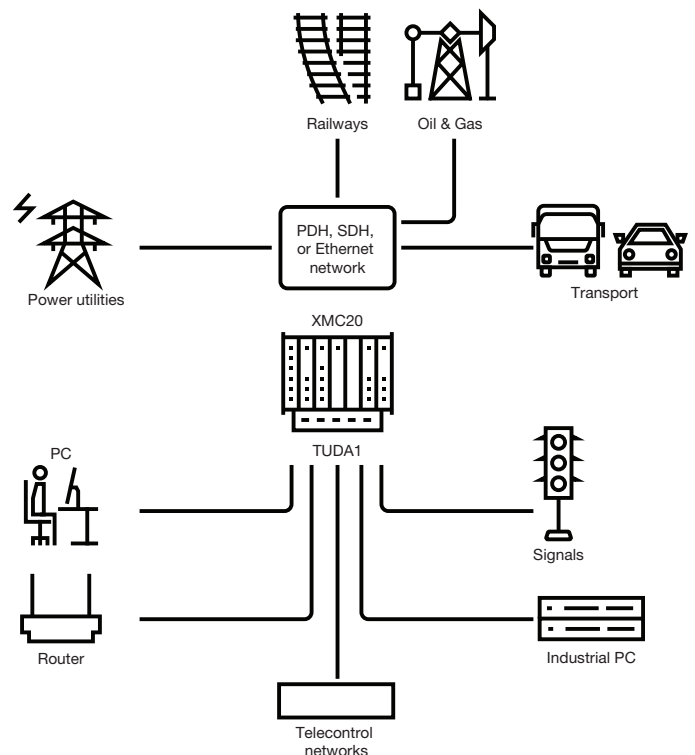 Railways
Oil & Gas
PDH, SDH,
or Ethernet
network
Power utilities
Transport
XMC20
TUDA1
PC
Signals
Router
Industrial PC
Telecontrol
networks